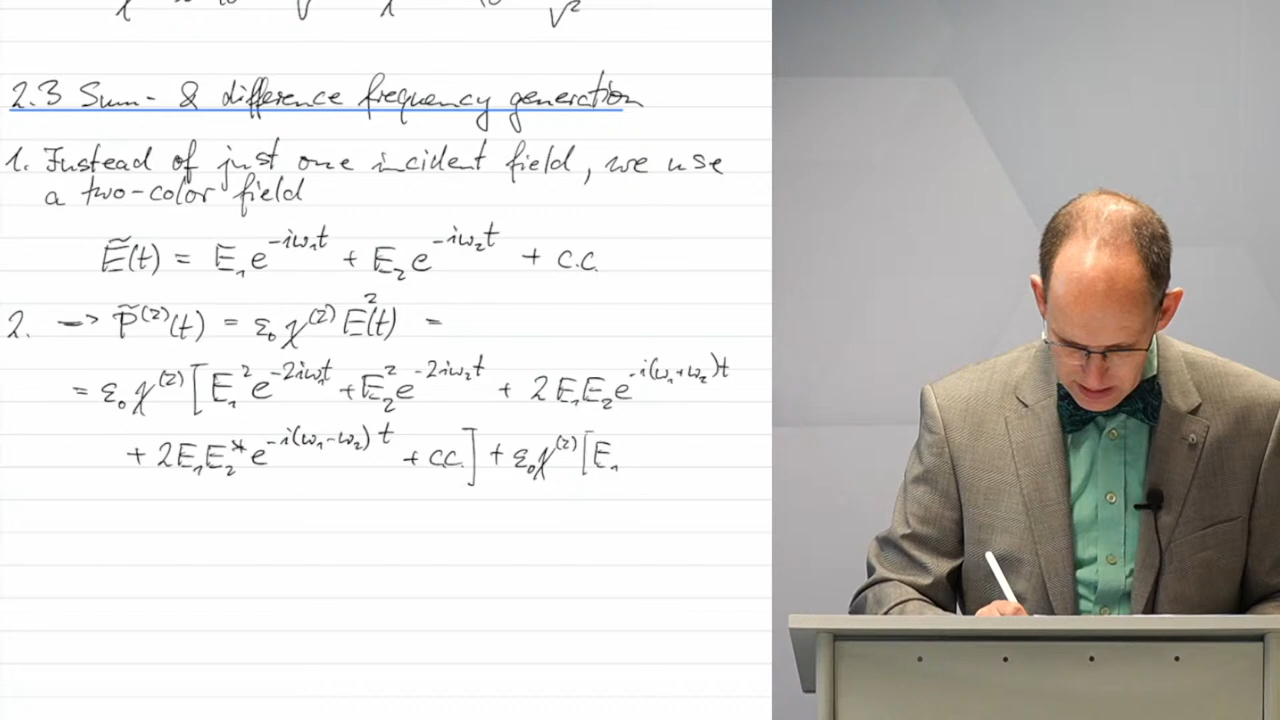 2.3 Sum- & difference frequency generation
1. Instead of just one incident field, we use
a two-color field
Ẽ(t) = E₁e^{-iω₁t} + E₂e^{-iω₂t} + c.c.
2. → P̃^{(2)}(t) = ε₀χ^{(2)}Ẽ²(t) =
= ε₀χ^{(2)}[E₁²e^{-2iω₁t} + E₂²e^{-2iω₂t} + 2E₁E₂e^{-i(ω₁+ω₂)t}
+ 2E₁E₂*e^{-i(ω₁-ω₂)t} + c.c.] + ε₀χ^{(2)}[E₁